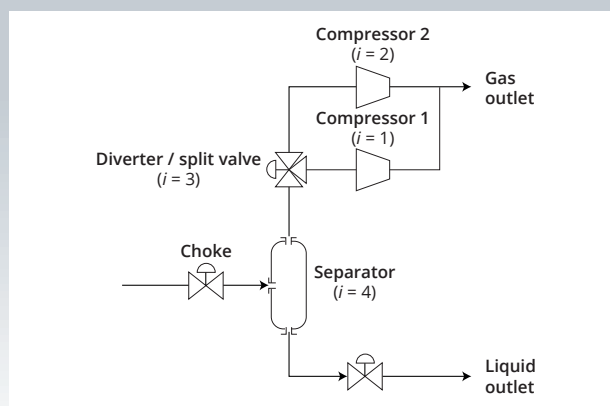 Compressor 2
(i = 2)
Gas
outlet
Compressor 1
(i = 1)
Diverter / split valve
(i = 3)
Choke
Separator
(i = 4)
Liquid
outlet